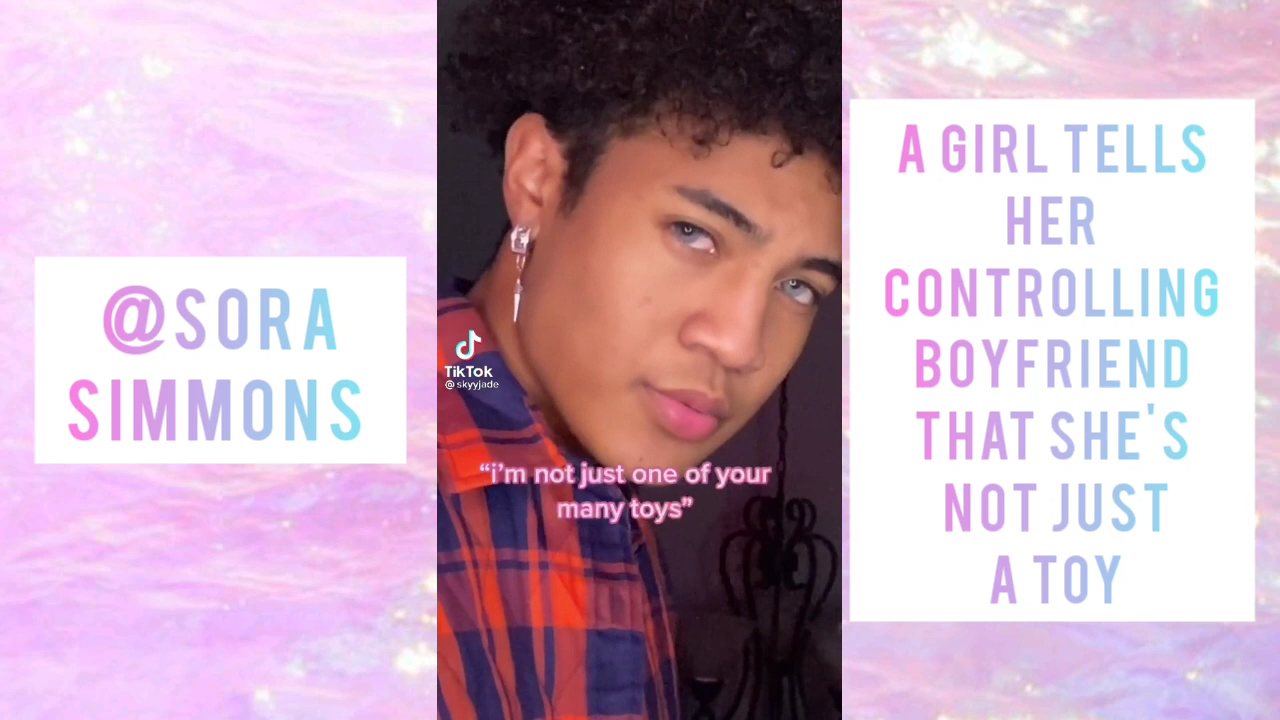 @SORA
SIMMONS
TikTok
@skyyjade
“i’m not just one of your
many toys”
A GIRL TELLS
HER
CONTROLLING
BOYFRIEND
THAT SHE'S
NOT JUST
A TOY